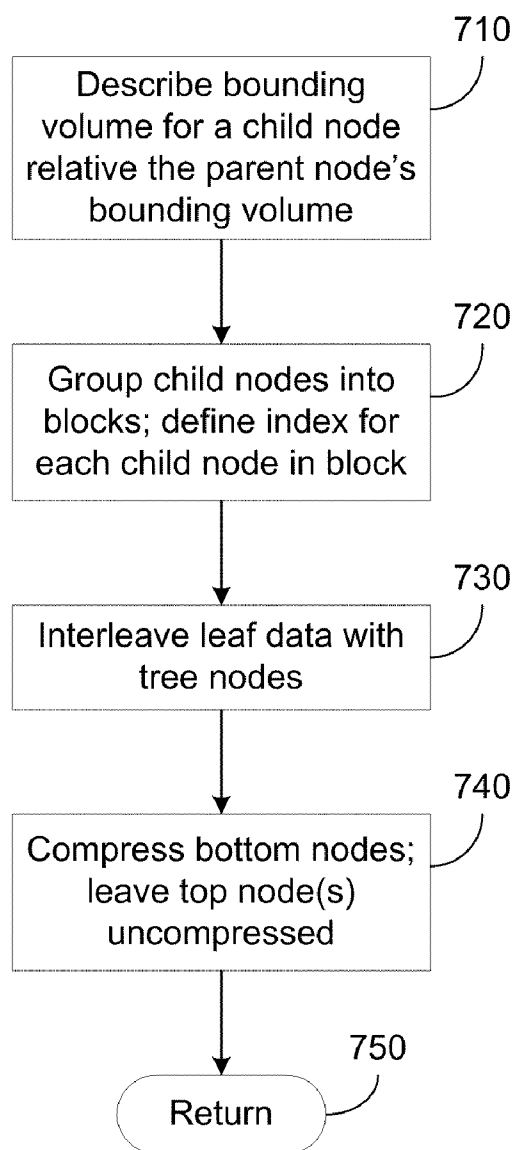 710
Describe bounding
volume for a child node
relative the parent node's
bounding volume
720
Group child nodes into
blocks; define index for
each child node in block
730
Interleave leaf data with
tree nodes
740
Compress bottom nodes;
leave top node(s)
uncompressed
750
Return